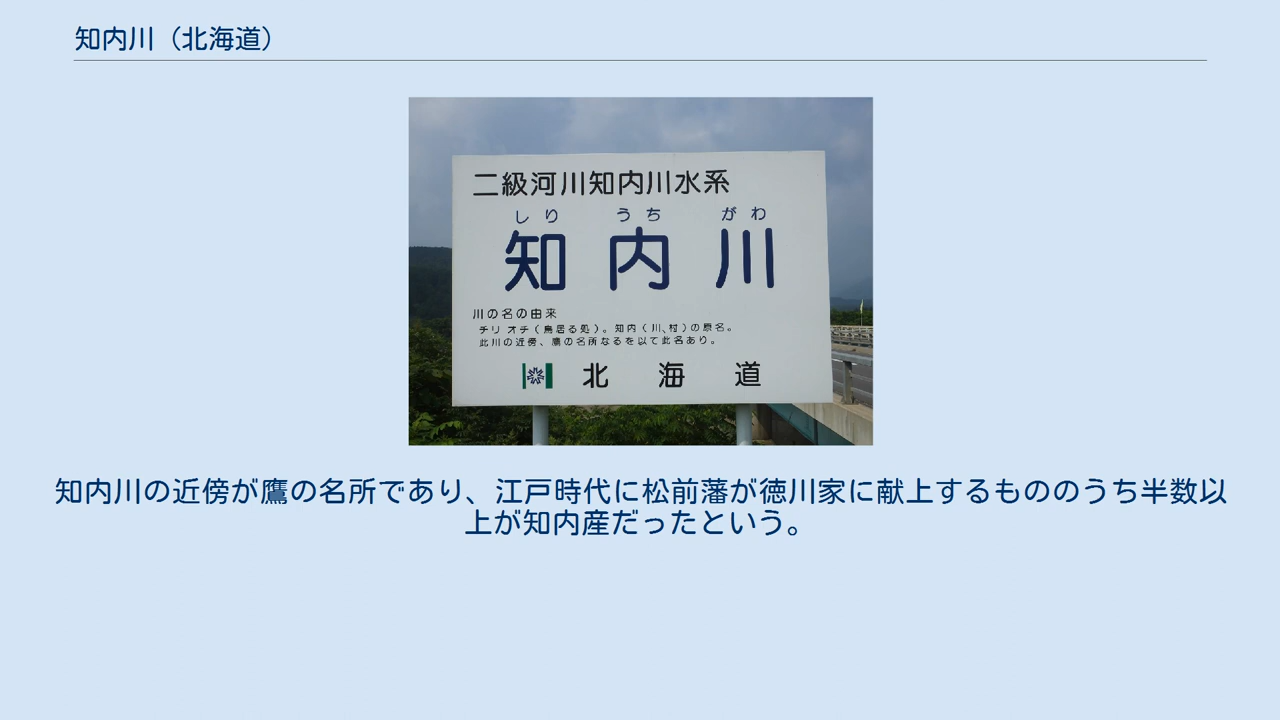 知内川（北海道）
二級河川知内川水系
しり うち がわ
知内川
川の名の由来
チリ オチ（鳥居る処）。知内（川、村）の原名。
此川の近傍、鷹の名所なるを以て此名あり。
北海道
知内川の近傍が鷹の名所であり、江戸時代に松前藩が徳川家に献上するもののうち半数以
上が知内産だったという。